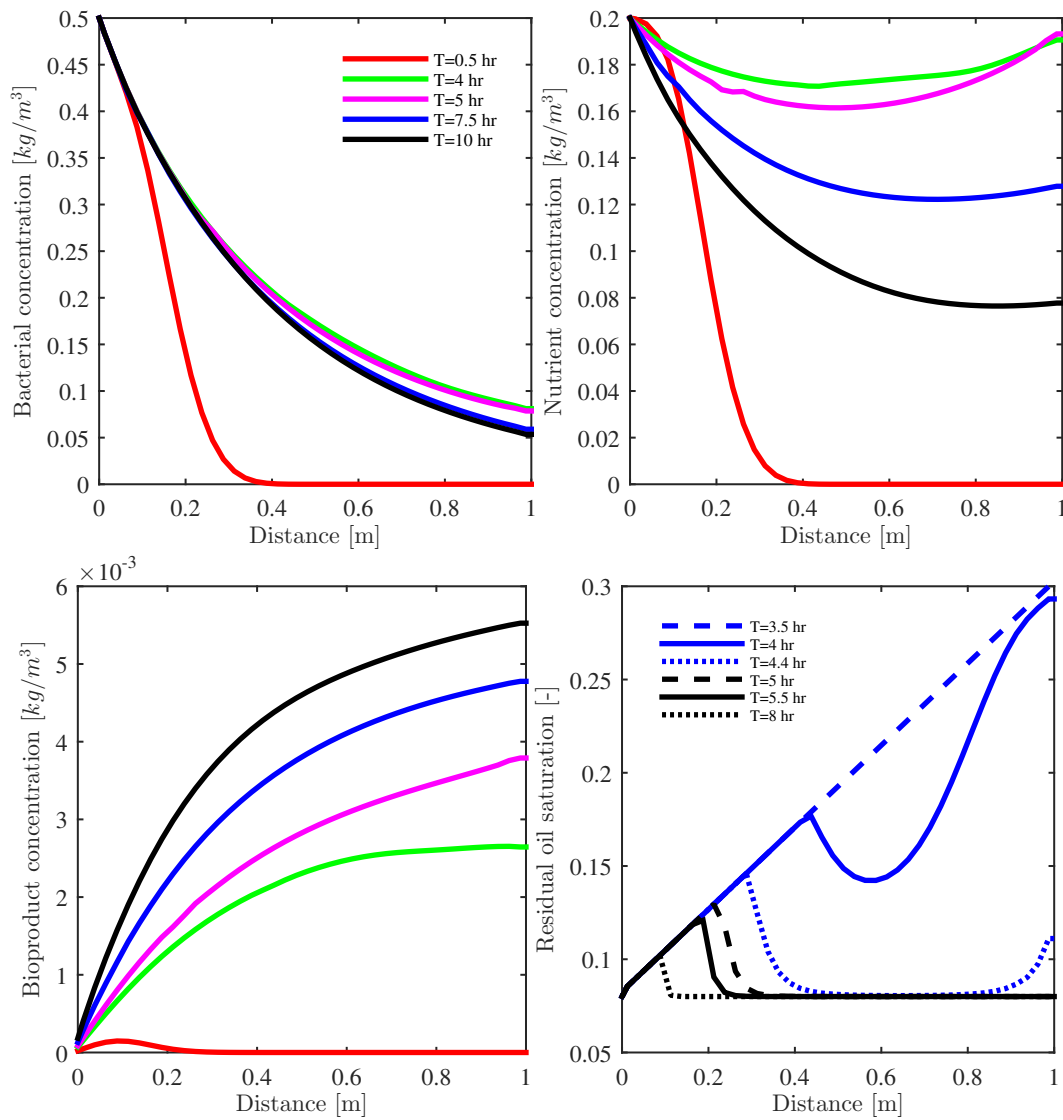 Bacterial concentration [kg/m³]
0.5
0.45
0.4
0.35
0.3
0.25
0.2
0.15
0.1
0.05
0
T=0.5 hr
T=4 hr
T=5 hr
T=7.5 hr
T=10 hr
0 0.2 0.4 0.6 0.8 1
Distance [m]
Nutrient concentration [kg/m³]
0.2
0.18
0.16
0.14
0.12
0.1
0.08
0.06
0.04
0.02
0
0 0.2 0.4 0.6 0.8 1
Distance [m]
Bioproduct concentration [kg/m³]
×10⁻³
6
5
4
3
2
1
0
0 0.2 0.4 0.6 0.8 1
Distance [m]
Residual oil saturation [-]
0.3
0.25
0.2
0.15
0.1
0.05
T=3.5 hr
T=4 hr
T=4.4 hr
T=5 hr
T=5.5 hr
T=8 hr
0 0.2 0.4 0.6 0.8 1
Distance [m]